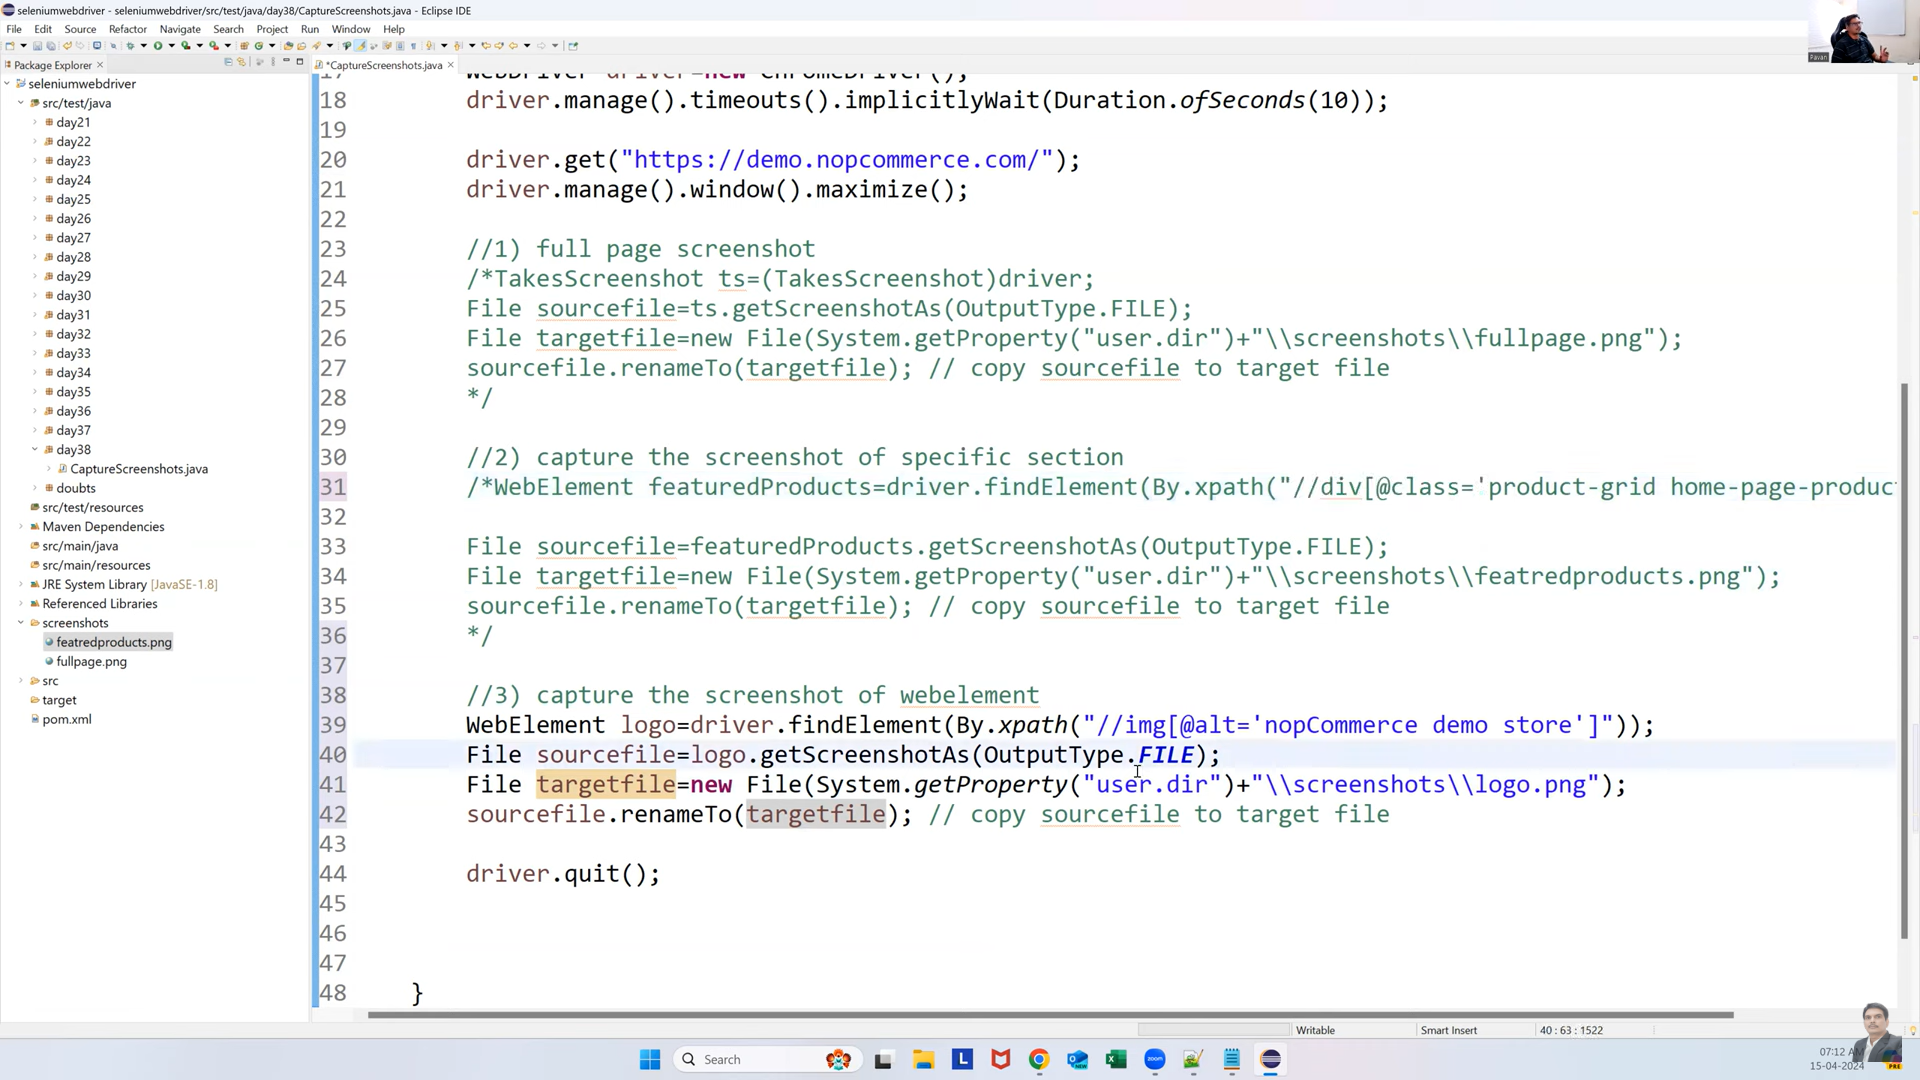 seleniumwebdriver - seleniumwebdriver/src/test/java/day38/CaptureScreenshots.java - Eclipse IDE
File Edit Source Refactor Navigate Search Project Run Window Help
Package Explorer
*CaptureScreenshots.java
seleniumwebdriver
src/test/java
day21
day22
day23
day24
day25
day26
day27
day28
day29
day30
day31
day32
day33
day34
day35
day36
day37
day38
CaptureScreenshots.java
doubts
src/test/resources
Maven Dependencies
src/main/java
src/main/resources
JRE System Library [JavaSE-1.8]
Referenced Libraries
screenshots
featredproducts.png
fullpage.png
src
target
pom.xml
17 WebDriver driver=new ChromeDriver();
18 driver.manage().timeouts().implicitlyWait(Duration.ofSeconds(10));
19
20 driver.get("https://demo.nopcommerce.com/");
21 driver.manage().window().maximize();
22
23 //1) full page screenshot
24 /*TakesScreenshot ts=(TakesScreenshot)driver;
25 File sourcefile=ts.getScreenshotAs(OutputType.FILE);
26 File targetfile=new File(System.getProperty("user.dir")+"\\screenshots\\fullpage.png");
27 sourcefile.renameTo(targetfile); // copy sourcefile to target file
28 */
29
30 //2) capture the screenshot of specific section
31 /*WebElement featuredProducts=driver.findElement(By.xpath("//div[@class='product-grid home-page-produc
32
33 File sourcefile=featuredProducts.getScreenshotAs(OutputType.FILE);
34 File targetfile=new File(System.getProperty("user.dir")+"\\screenshots\\featredproducts.png");
35 sourcefile.renameTo(targetfile); // copy sourcefile to target file
36 */
37
38 //3) capture the screenshot of webelement
39 WebElement logo=driver.findElement(By.xpath("//img[@alt='nopCommerce demo store']"));
40 File sourcefile=logo.getScreenshotAs(OutputType.FILE);
41 File targetfile=new File(System.getProperty("user.dir")+"\\screenshots\\logo.png");
42 sourcefile.renameTo(targetfile); // copy sourcefile to target file
43
44 driver.quit();
45
46
47
48 }
Pavan
Writable Smart Insert 40 : 63 : 1522
Search
L
zoom
PRE
07:12 AM
15-04-2024